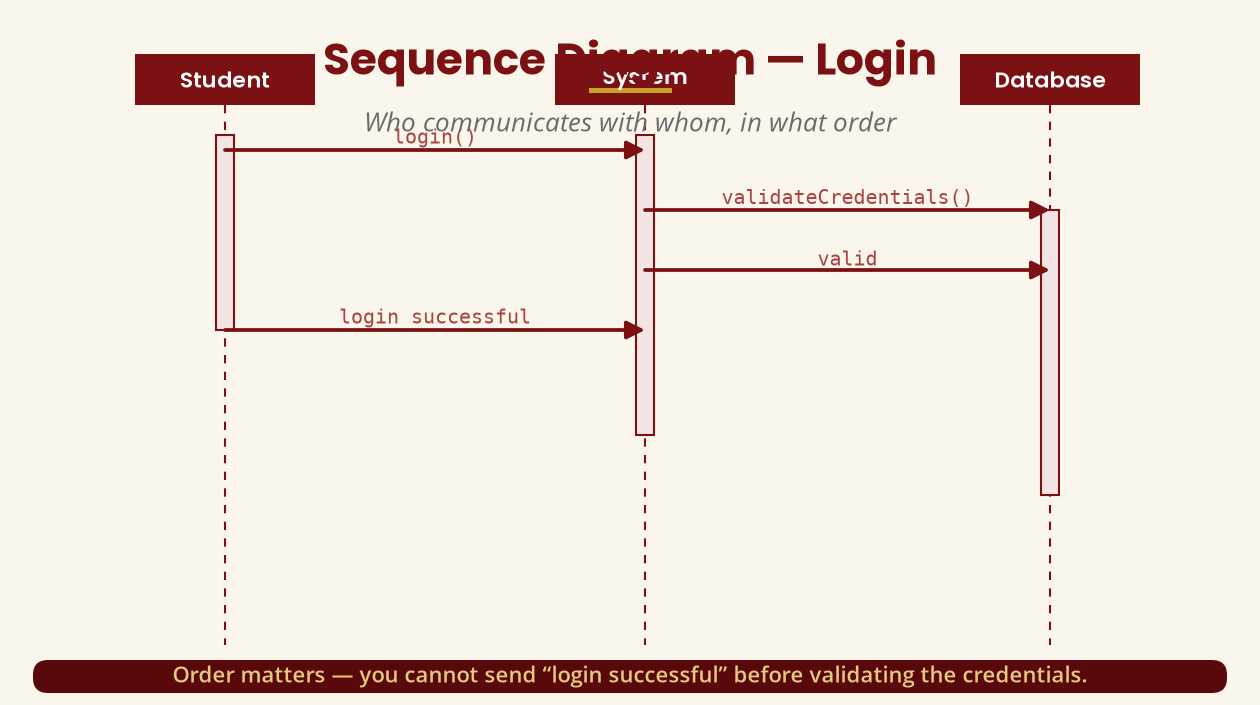 Sequence Diagram — Login
Student
System
Database
Who communicates with whom, in what order
login()
validateCredentials()
valid
login successful
Order matters — you cannot send “login successful” before validating the credentials.